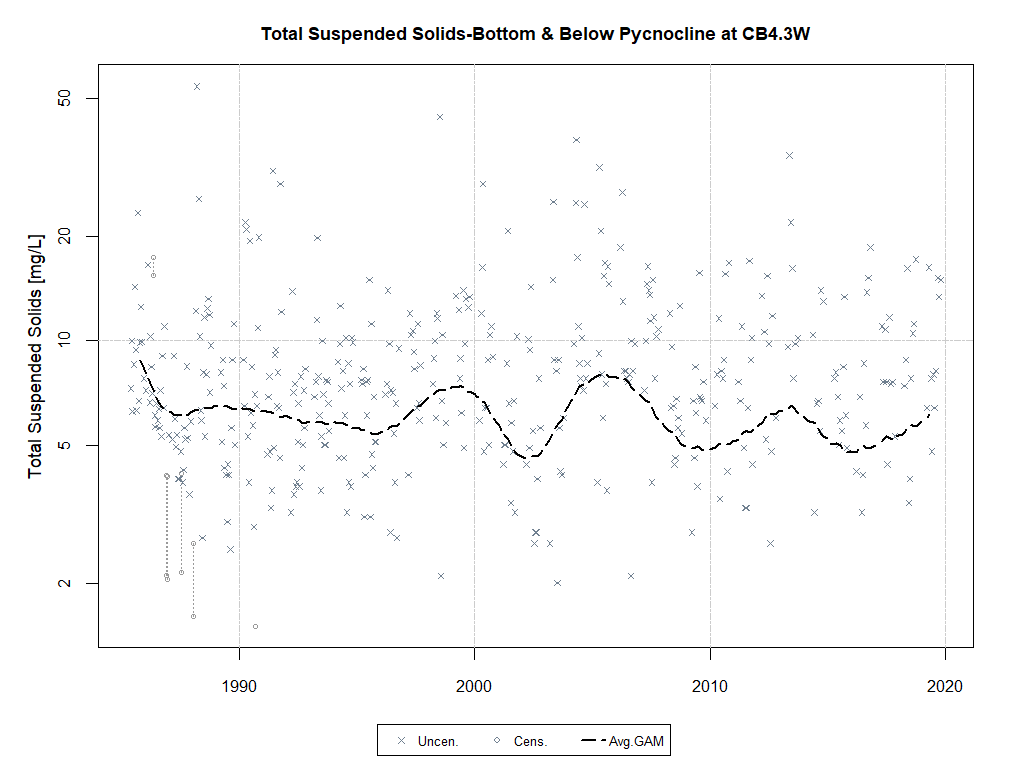 Total Suspended Solids-Bottom & Below Pycnocline at CB4.3W
Total Suspended Solids [mg/L]
50
20
10
5
2
1990
2000
2010
2020
Uncen.
Cens.
Avg.GAM